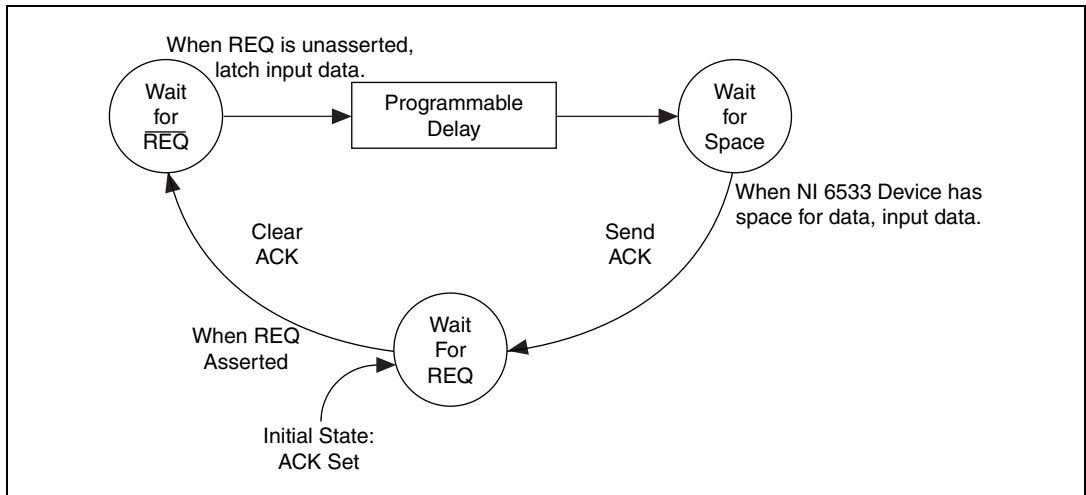 When REQ is unasserted,
latch input data.
Wait
for
R̅E̅Q̅
Programmable
Delay
Wait
for
Space
When NI 6533 Device has
space for data, input data.
Clear
ACK
Send
ACK
When REQ
Asserted
Wait
For
REQ
Initial State:
ACK Set